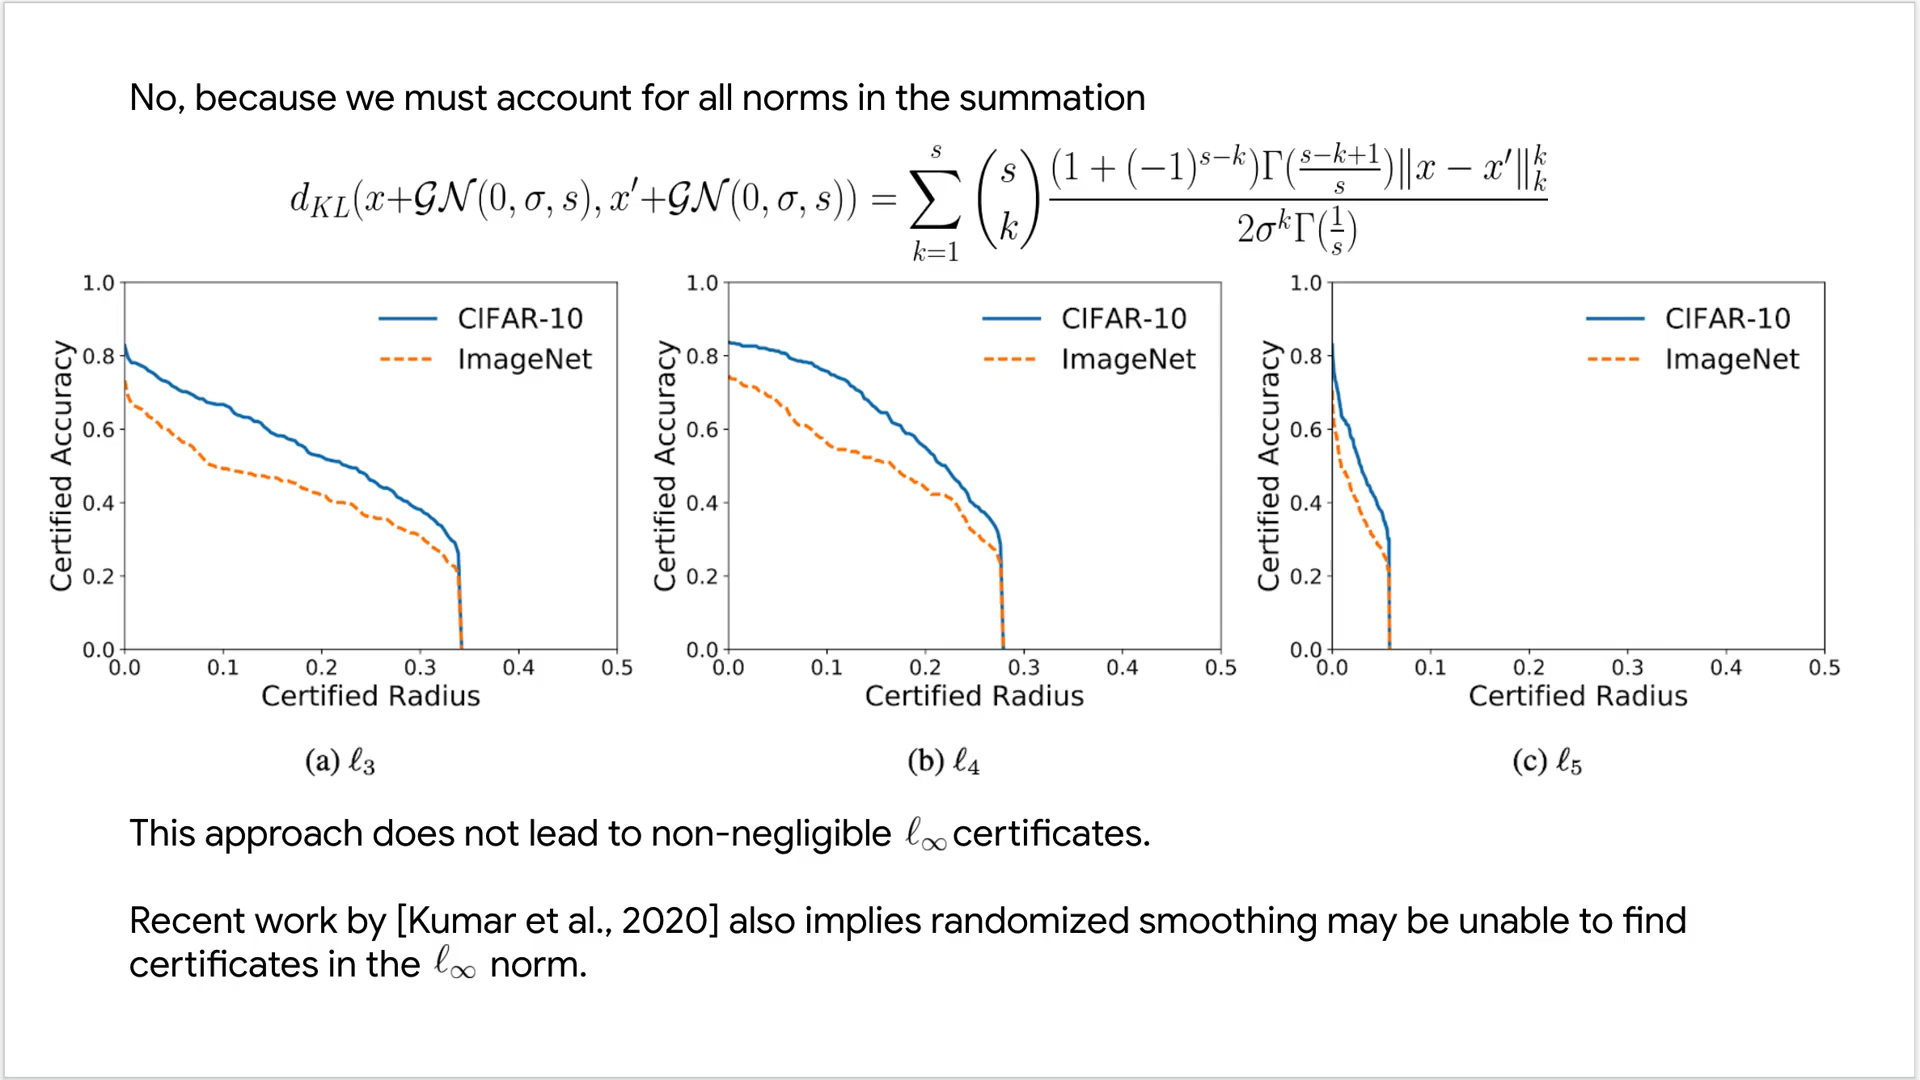 No, because we must account for all norms in the summation
d_{KL}(x+𝒢𝒩(0, σ, s), x′+𝒢𝒩(0, σ, s)) = \sum_{k=1}^{s} \binom{s}{k} \frac{(1 + (−1)^{s−k})Γ(\frac{s−k+1}{s})‖x − x′‖_k^k}{2σ^kΓ(\frac{1}{s})}
1.0
0.8
0.6
0.4
0.2
0.0
Certified Accuracy
CIFAR-10
ImageNet
0.0 0.1 0.2 0.3 0.4 0.5
Certified Radius
(a) ℓ₃
1.0
0.8
0.6
0.4
0.2
0.0
Certified Accuracy
CIFAR-10
ImageNet
0.0 0.1 0.2 0.3 0.4 0.5
Certified Radius
(b) ℓ₄
1.0
0.8
0.6
0.4
0.2
0.0
Certified Accuracy
CIFAR-10
ImageNet
0.0 0.1 0.2 0.3 0.4 0.5
Certified Radius
(c) ℓ₅
This approach does not lead to non-negligible ℓ∞ certificates.
Recent work by [Kumar et al., 2020] also implies randomized smoothing may be unable to find
certificates in the ℓ∞ norm.